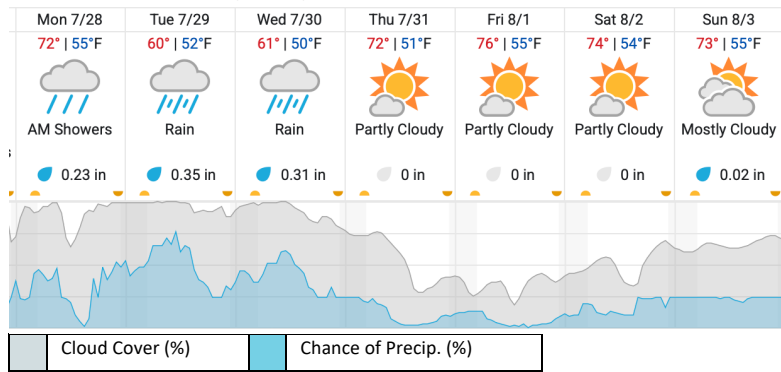 Mon 7/28 Tue 7/29 Wed 7/30 Thu 7/31 Fri 8/1 Sat 8/2 Sun 8/3
72° | 55°F 60° | 52°F 61° | 50°F 72° | 51°F 76° | 55°F 74° | 54°F 73° | 55°F
AM Showers Rain Rain Partly Cloudy Partly Cloudy Partly Cloudy Mostly Cloudy
s
0.23 in 0.35 in 0.31 in 0 in 0 in 0 in 0.02 in
Cloud Cover (%) Chance of Precip. (%)